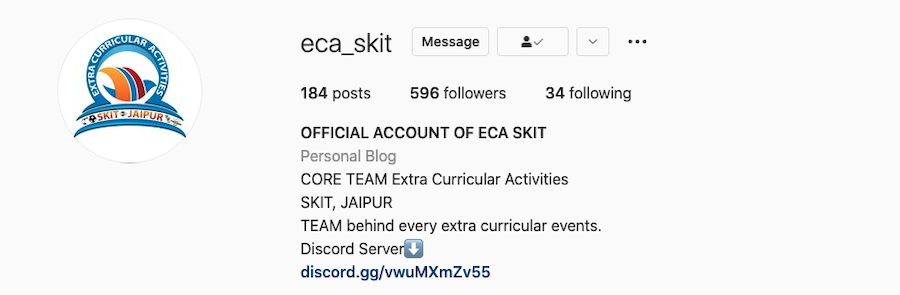 EXTRA CURRICULAR ACTIVITIES
SKIT JAIPUR
eca_skit Message
184 posts 596 followers 34 following
OFFICIAL ACCOUNT OF ECA SKIT
Personal Blog
CORE TEAM Extra Curricular Activities
SKIT, JAIPUR
TEAM behind every extra curricular events.
Discord Server⬇️
discord.gg/vwuMXmZv55